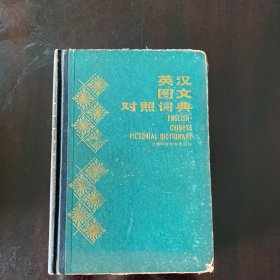 英汉
图文
对照词典
ENGLISH-
CHINESE
PICTORIAL DICTIONARY